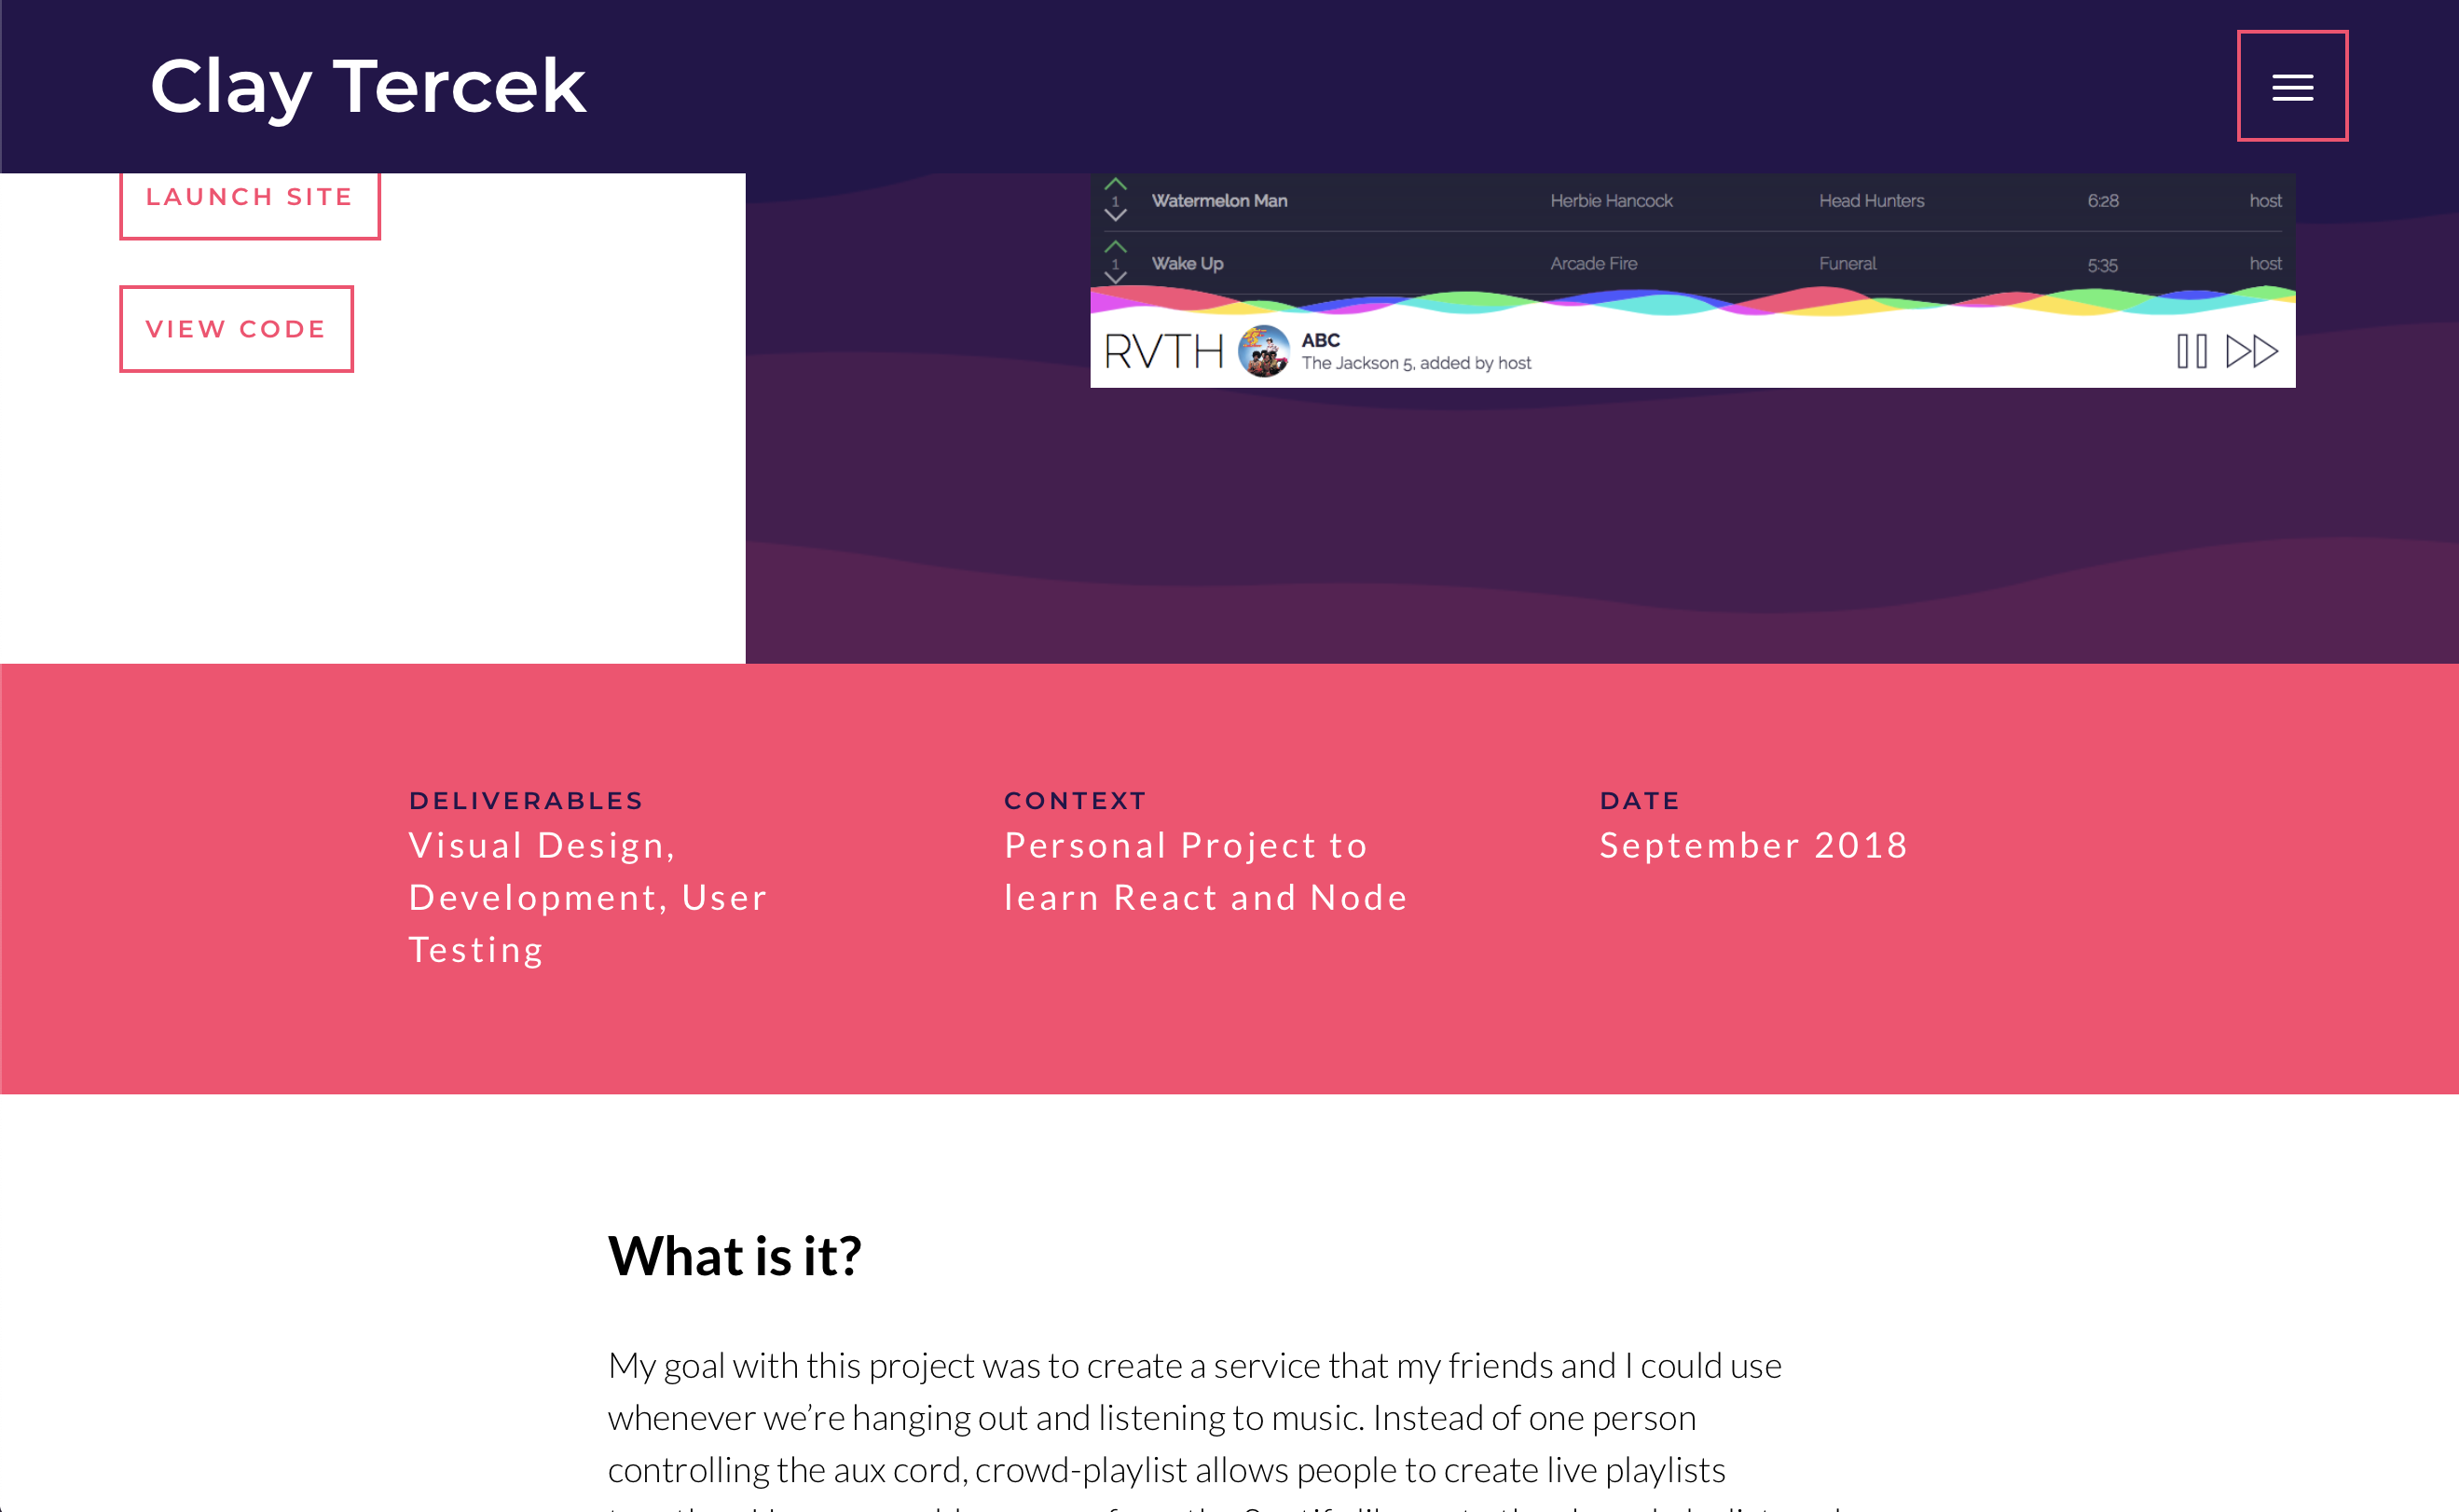 Clay Tercek
LAUNCH SITE
VIEW CODE
1 Watermelon Man Herbie Hancock Head Hunters 6:28 host
1 Wake Up Arcade Fire Funeral 5:35 host
RVTH
ABC
The Jackson 5, added by host
DELIVERABLES
Visual Design,
Development, User
Testing
CONTEXT
Personal Project to
learn React and Node
DATE
September 2018
What is it?
My goal with this project was to create a service that my friends and I could use
whenever we’re hanging out and listening to music. Instead of one person
controlling the aux cord, crowd-playlist allows people to create live playlists